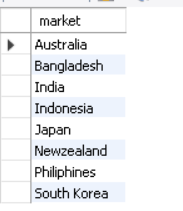 market
Australia
Bangladesh
India
Indonesia
Japan
Newzealand
Philiphines
South Korea